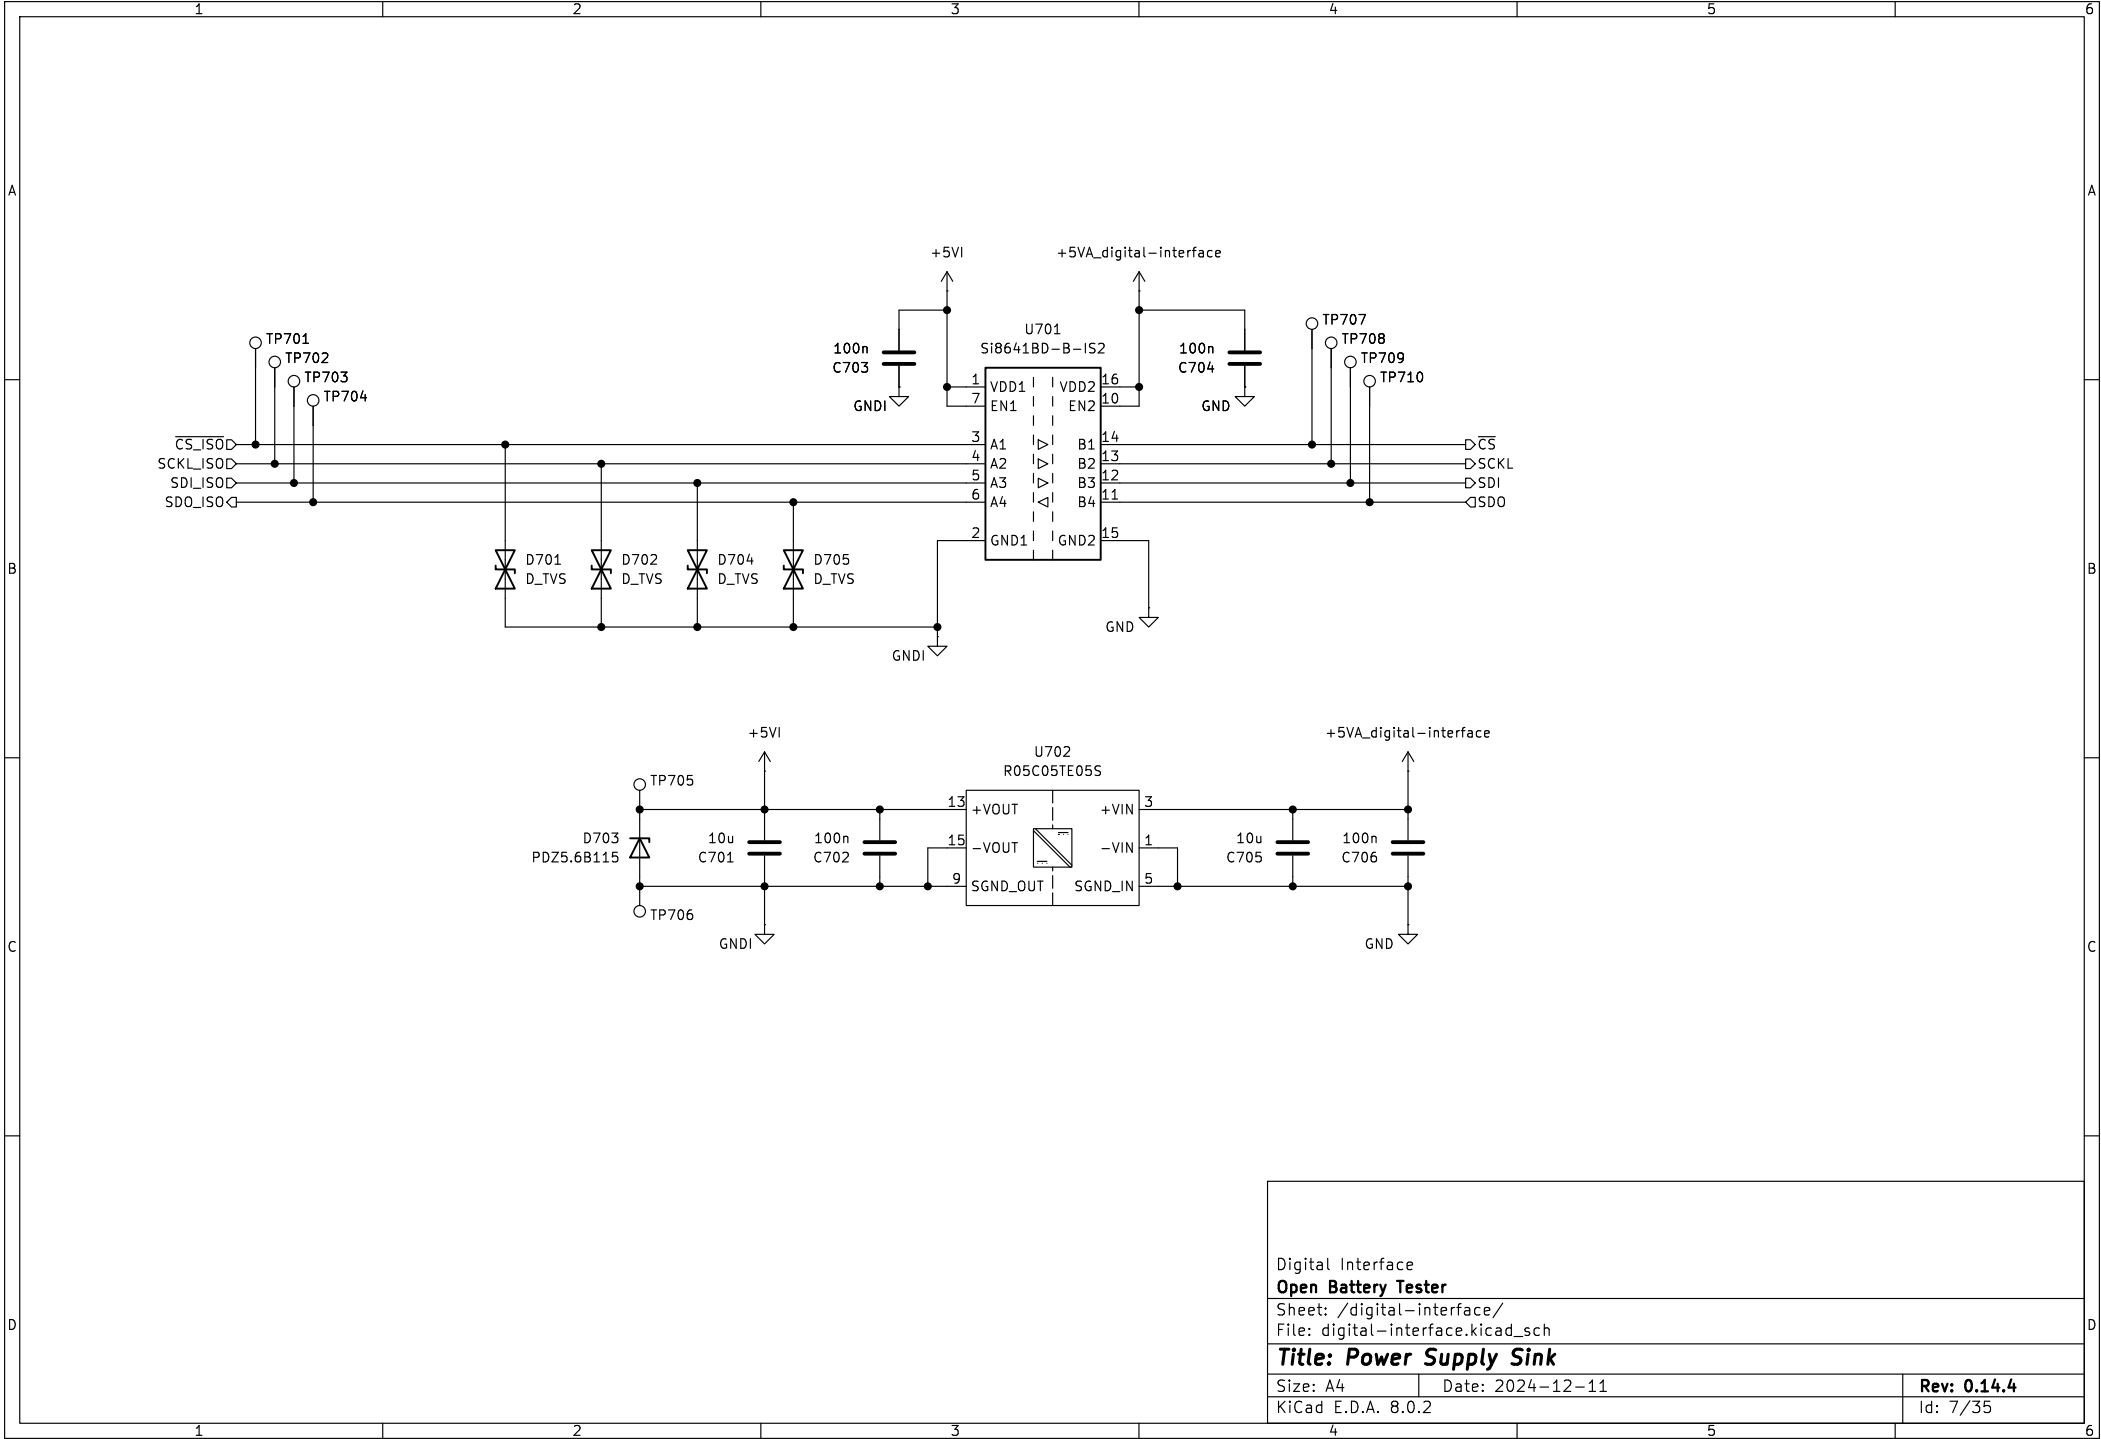 1 2 3 4 5 6
A A
+5VI +5VA_digital-interface
TP701
TP702
TP703
TP704
100n
C703
GNDI
U701
Si8641BD-B-IS2
100n
C704
GND
TP707
TP708
TP709
TP710
1 VDD1 VDD2 16
7 EN1 EN2 10
CS_ISO 3 A1 B1 14 CS
SCKL_ISO 4 A2 B2 13 SCKL
SDI_ISO 5 A3 B3 12 SDI
SDO_ISO 6 A4 B4 11 SDO
2 GND1 GND2 15
B B
D701
D_TVS
D702
D_TVS
D704
D_TVS
D705
D_TVS
GNDI
GND
+5VI
+5VA_digital-interface
U702
R05C05TE05S
TP705
13 +VOUT +VIN 3
15 -VOUT -VIN 1
9 SGND_OUT SGND_IN 5
D703
PDZ5.6B115
10u
C701
100n
C702
10u
C705
100n
C706
TP706
GNDI
GND
C C
D D
Digital Interface
Open Battery Tester
Sheet: /digital-interface/
File: digital-interface.kicad_sch
Title: Power Supply Sink
Size: A4 Date: 2024-12-11 Rev: 0.14.4
KiCad E.D.A. 8.0.2 Id: 7/35
1 2 3 4 5 6